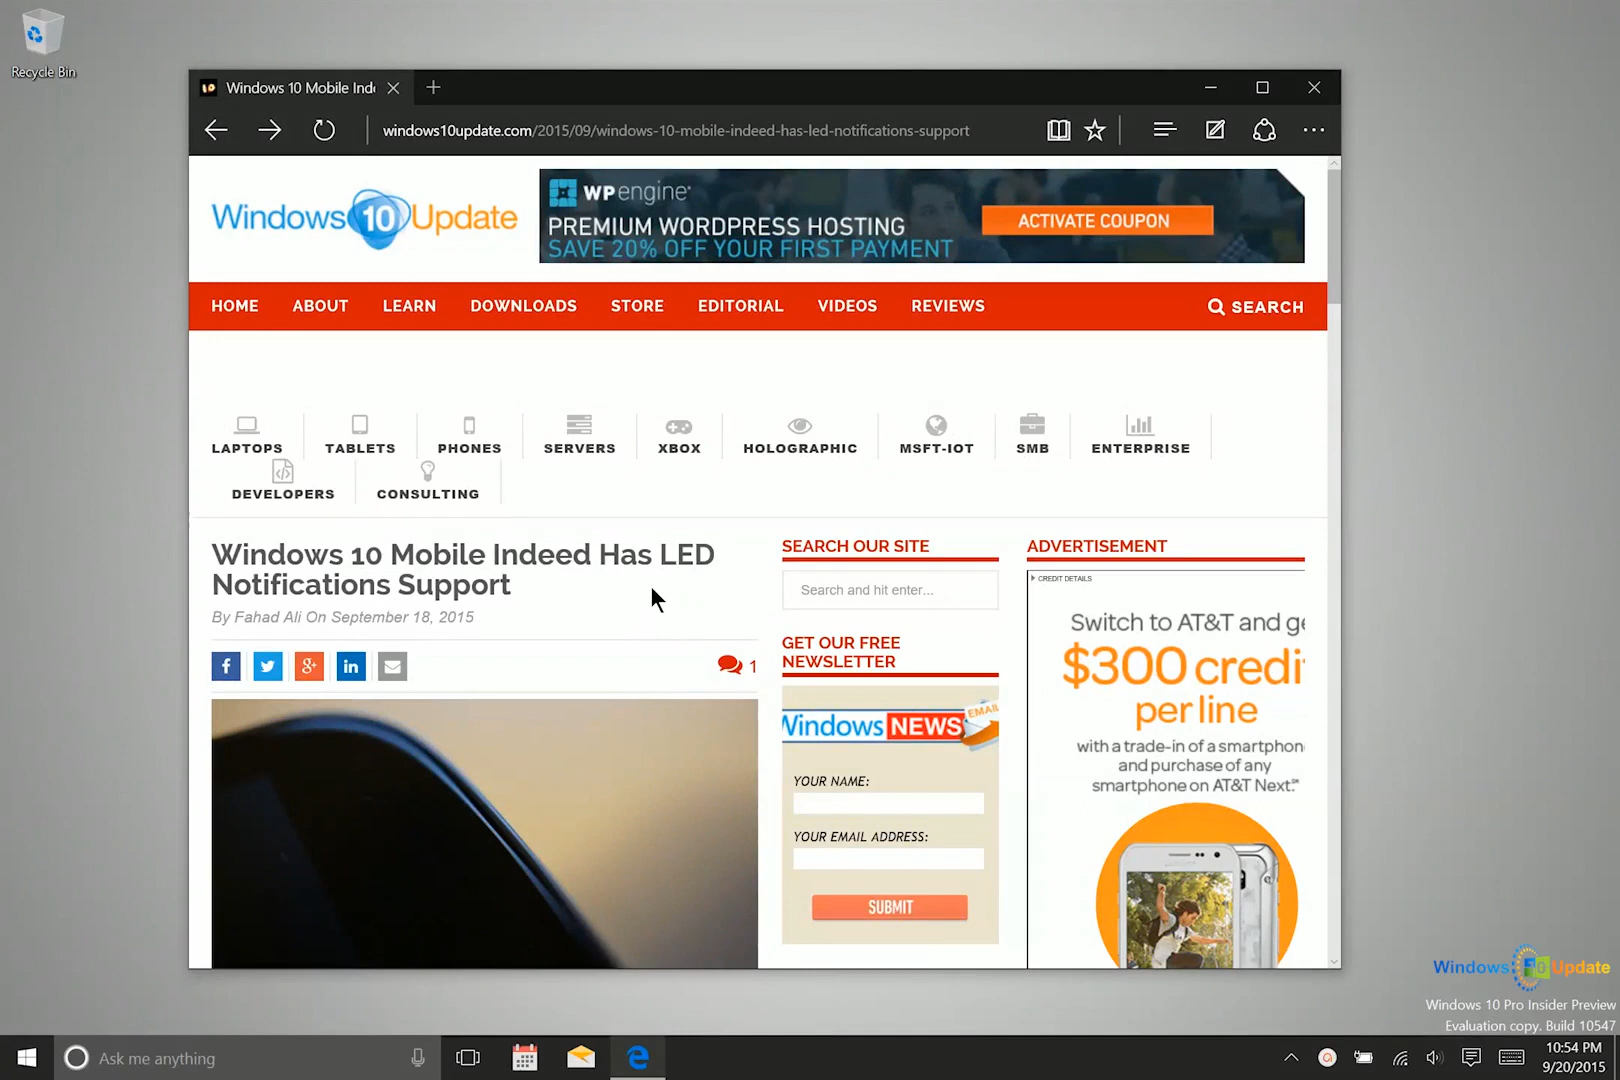 Recycle Bin
Windows 10 Mobile Ind
windows10update.com/2015/09/windows-10-mobile-indeed-has-led-notifications-support
Windows 10 Update
WP engine
PREMIUM WORDPRESS HOSTING
SAVE 20% OFF YOUR FIRST PAYMENT
ACTIVATE COUPON
HOME ABOUT LEARN DOWNLOADS STORE EDITORIAL VIDEOS REVIEWS SEARCH
LAPTOPS TABLETS PHONES SERVERS XBOX HOLOGRAPHIC MSFT-IOT SMB ENTERPRISE
DEVELOPERS CONSULTING
Windows 10 Mobile Indeed Has LED
Notifications Support
By Fahad Ali On September 18, 2015
1
SEARCH OUR SITE
Search and hit enter...
GET OUR FREE
NEWSLETTER
EMAIL
Windows NEWS
YOUR NAME:
YOUR EMAIL ADDRESS:
SUBMIT
ADVERTISEMENT
CREDIT DETAILS
Switch to AT&T and ge
$300 credi
per line
with a trade-in of a smartphon
and purchase of any
smartphone on AT&T Next.℠
Windows 10 Update
Windows 10 Pro Insider Preview
Evaluation copy. Build 10547
Ask me anything
10:54 PM
9/20/2015